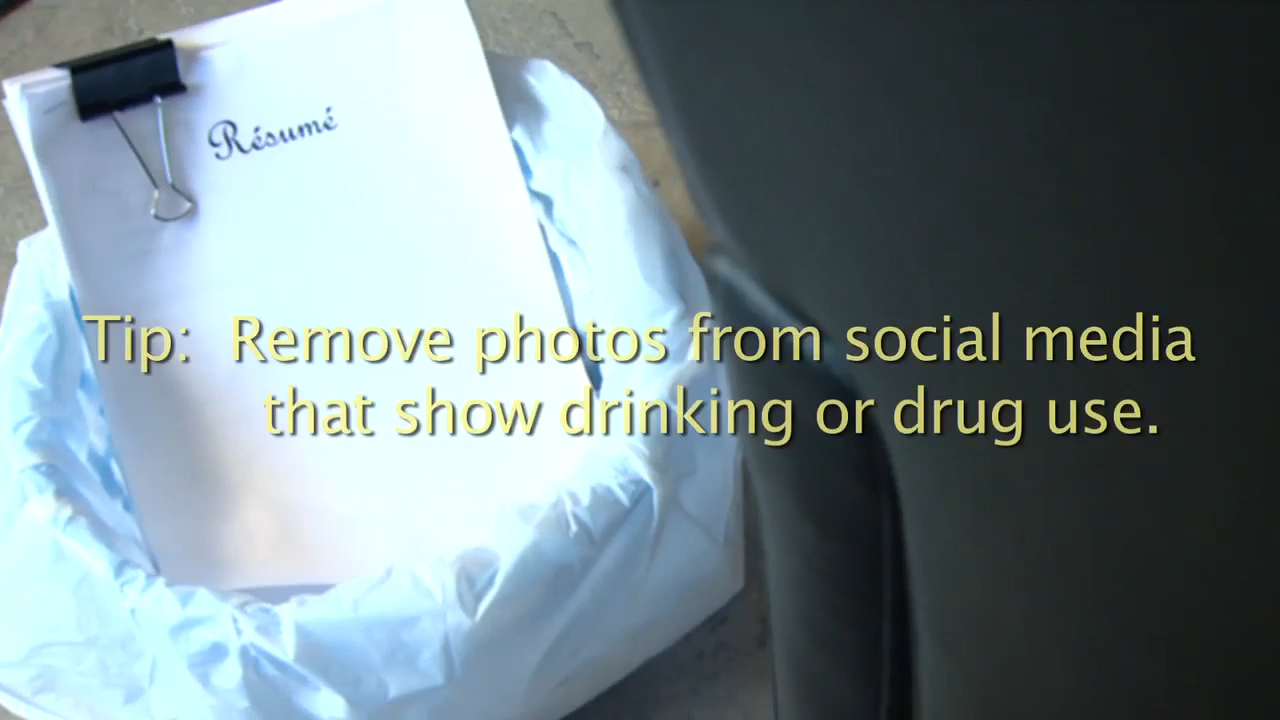 Résumé
Tip: Remove photos from social media
that show drinking or drug use.